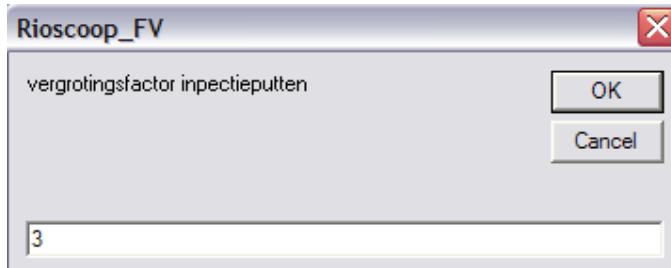 Rioscoop_FV
vergrotingsfactor inpectieputten
OK
Cancel
3